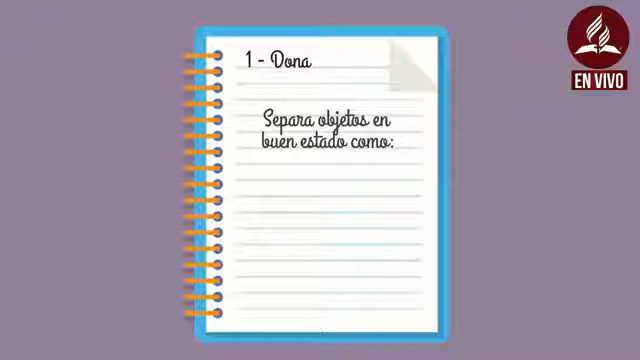 1 - Dona
Separa objetos en
buen estado como:
EN VIVO